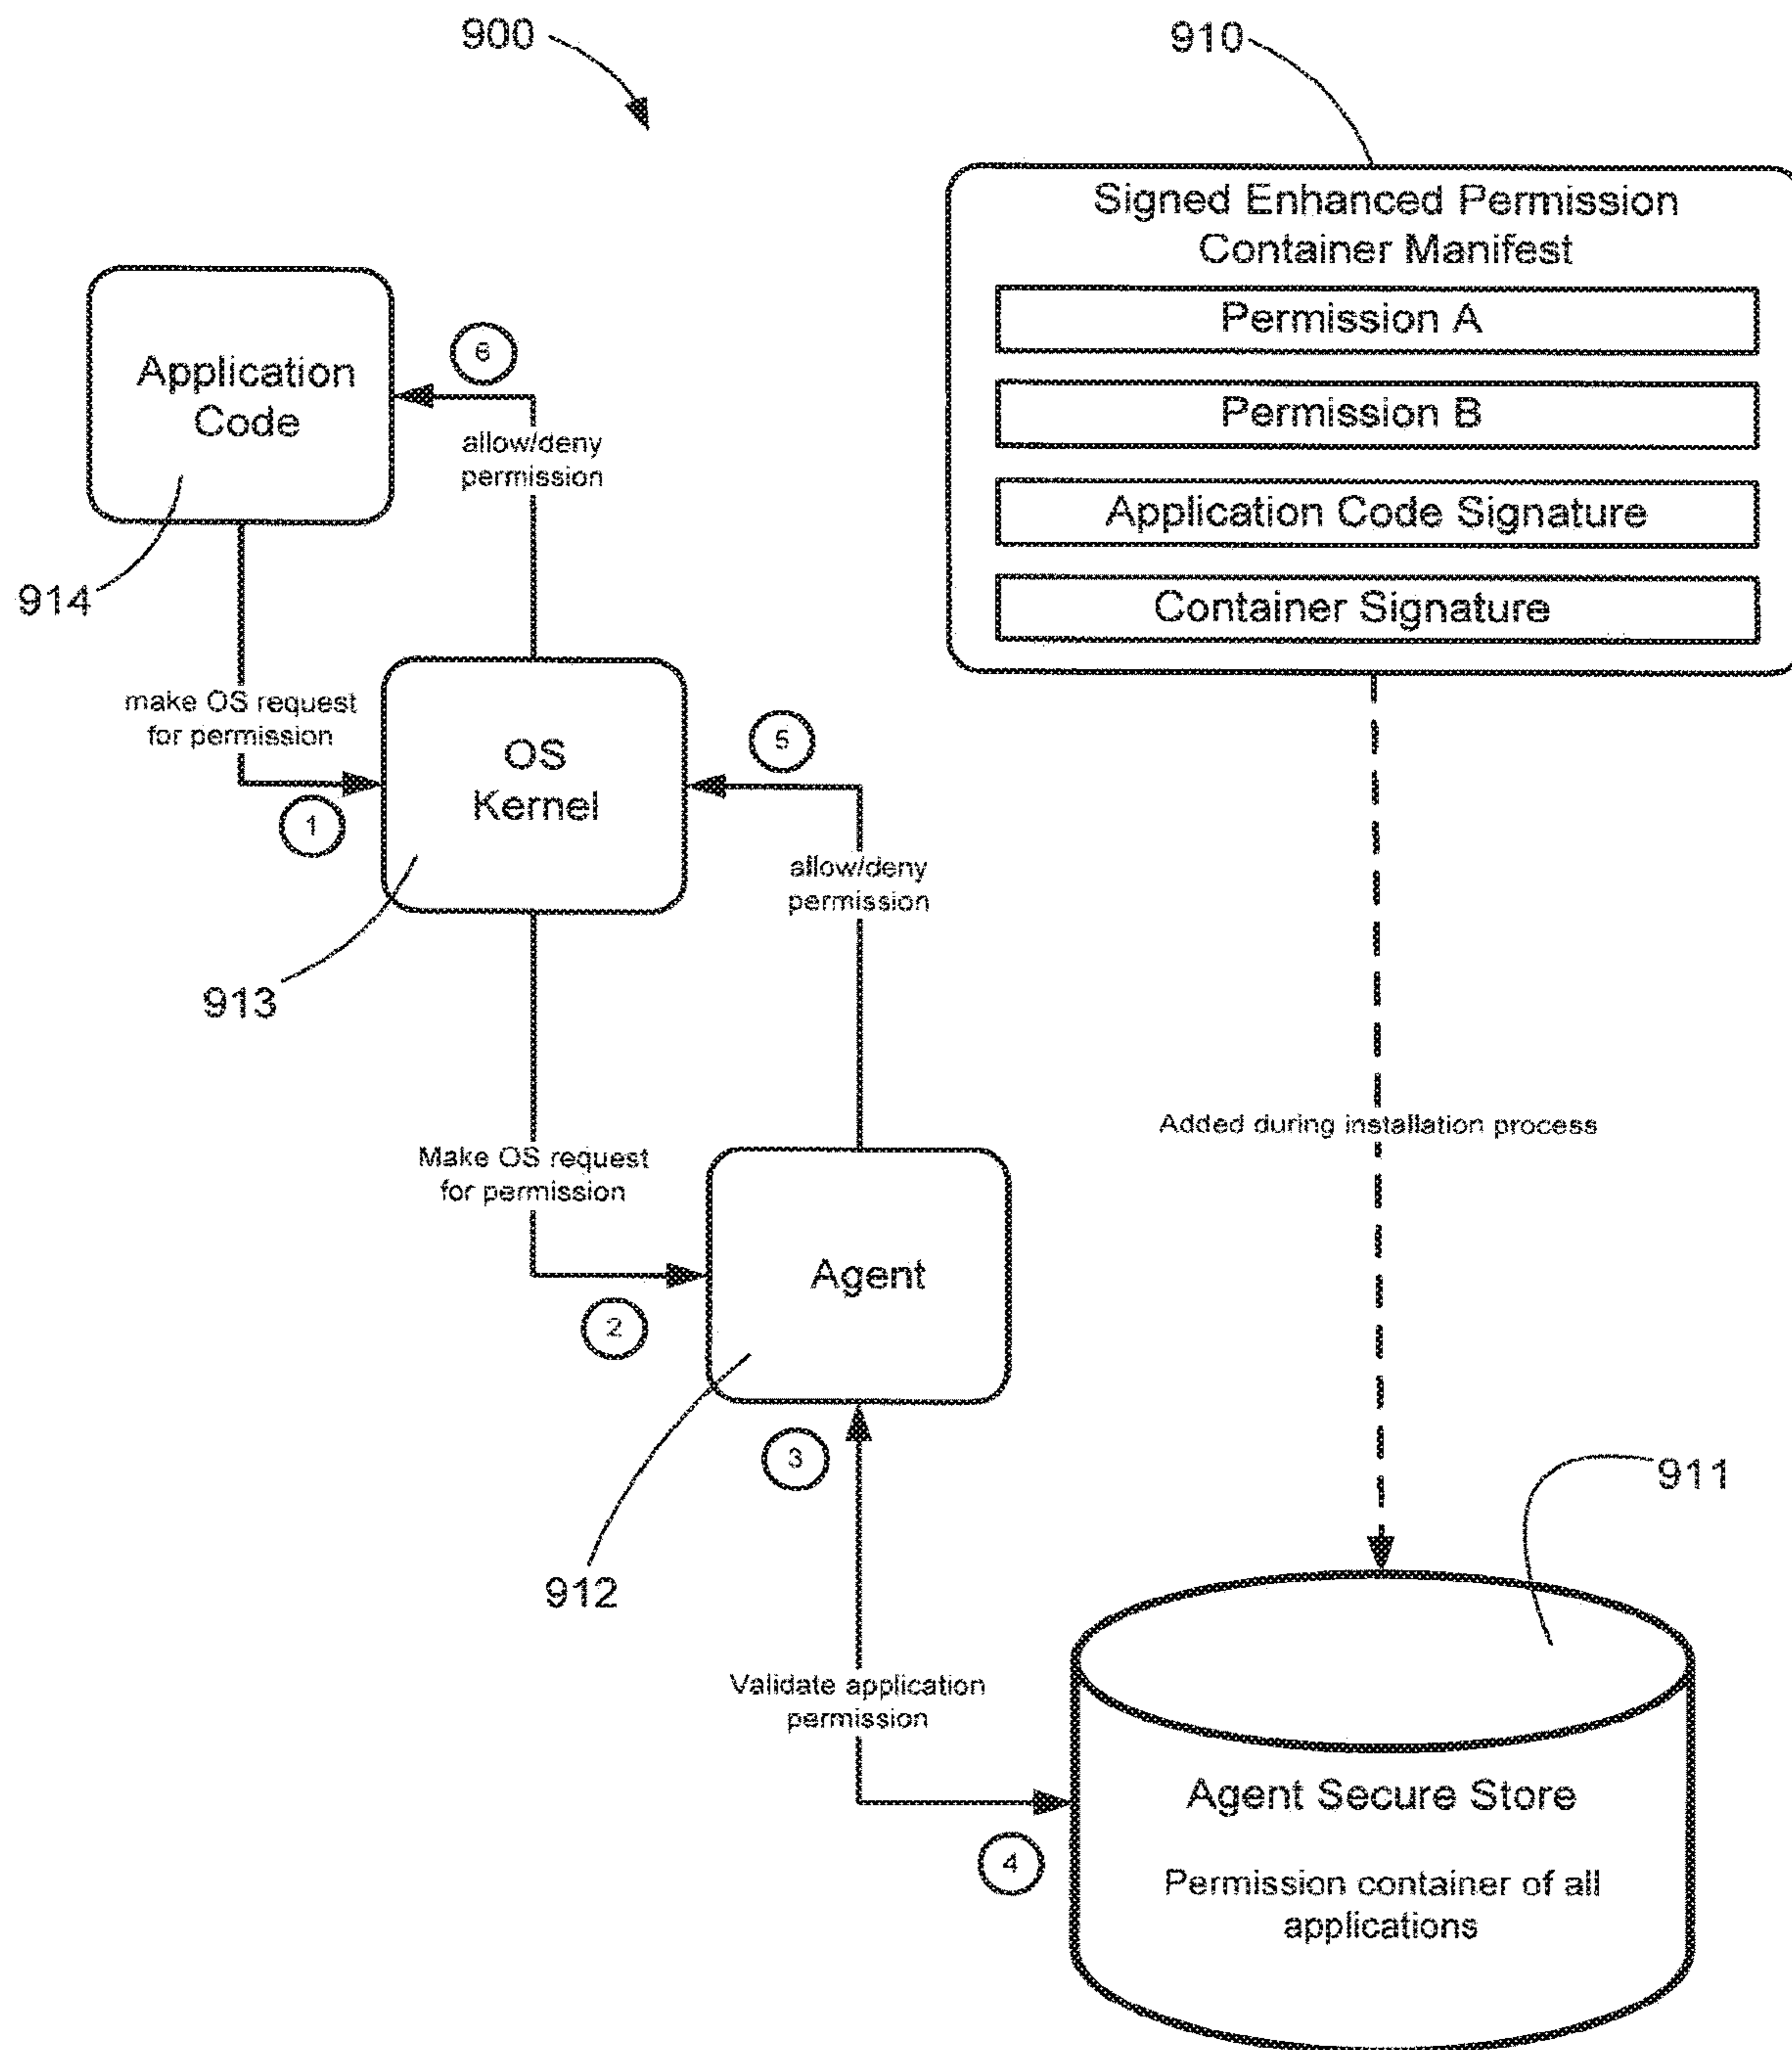 900
910
Signed Enhanced Permission
Container Manifest
Permission A
Permission B
Application Code Signature
Container Signature
Application
Code
6
allow/deny
permission
914
make OS request
for permission
1
OS
Kernel
5
allow/deny
permission
913
Added during installation process
Make OS request
for permission
2
Agent
3
912
911
Validate application
permission
4
Agent Secure Store
Permission container of all
applications